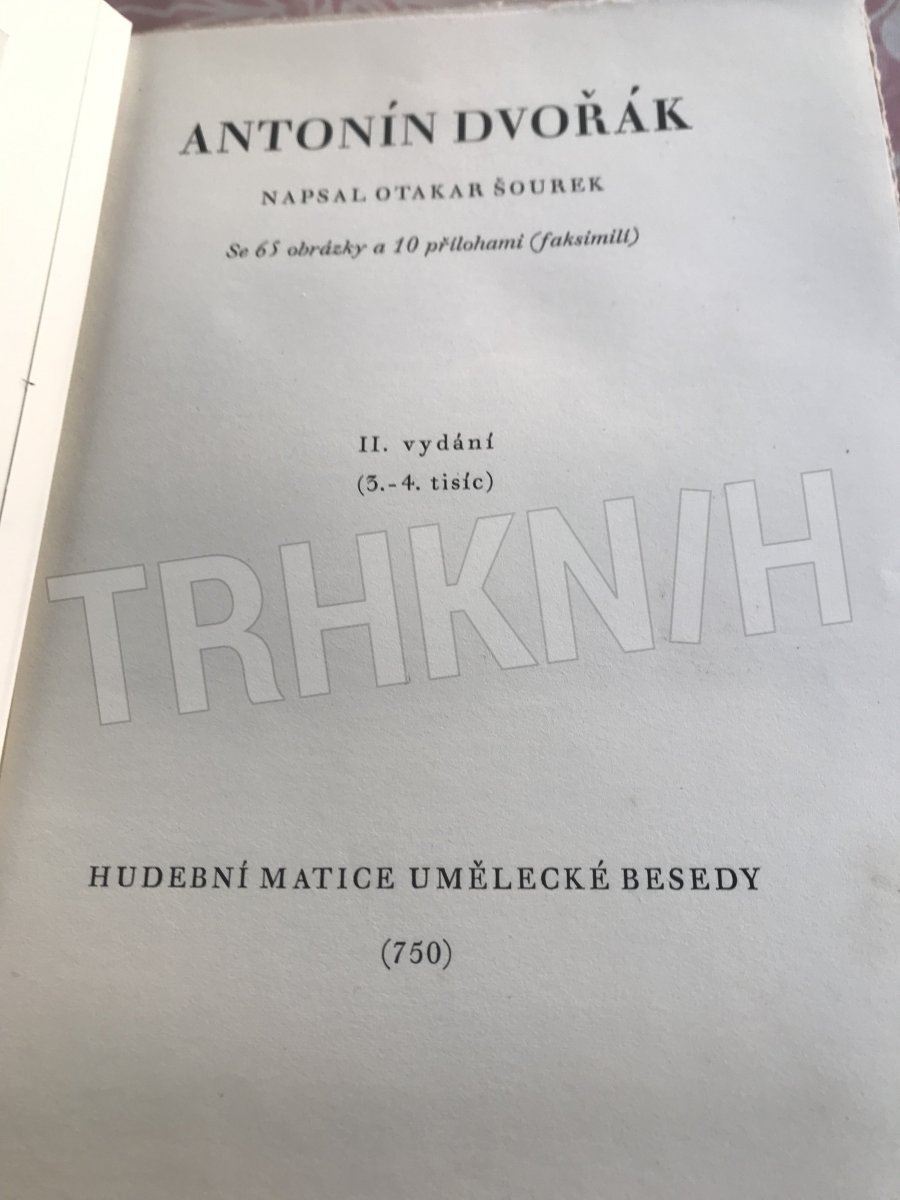 ANTONÍN DVOŘÁK
NAPSAL OTAKAR ŠOUREK
Se 65 obrázky a 10 přílohami (faksimilí)
II. vydání
(3.-4. tisíc)
TRHKNIH
HUDEBNÍ MATICE UMĚLECKÉ BESEDY
(750)